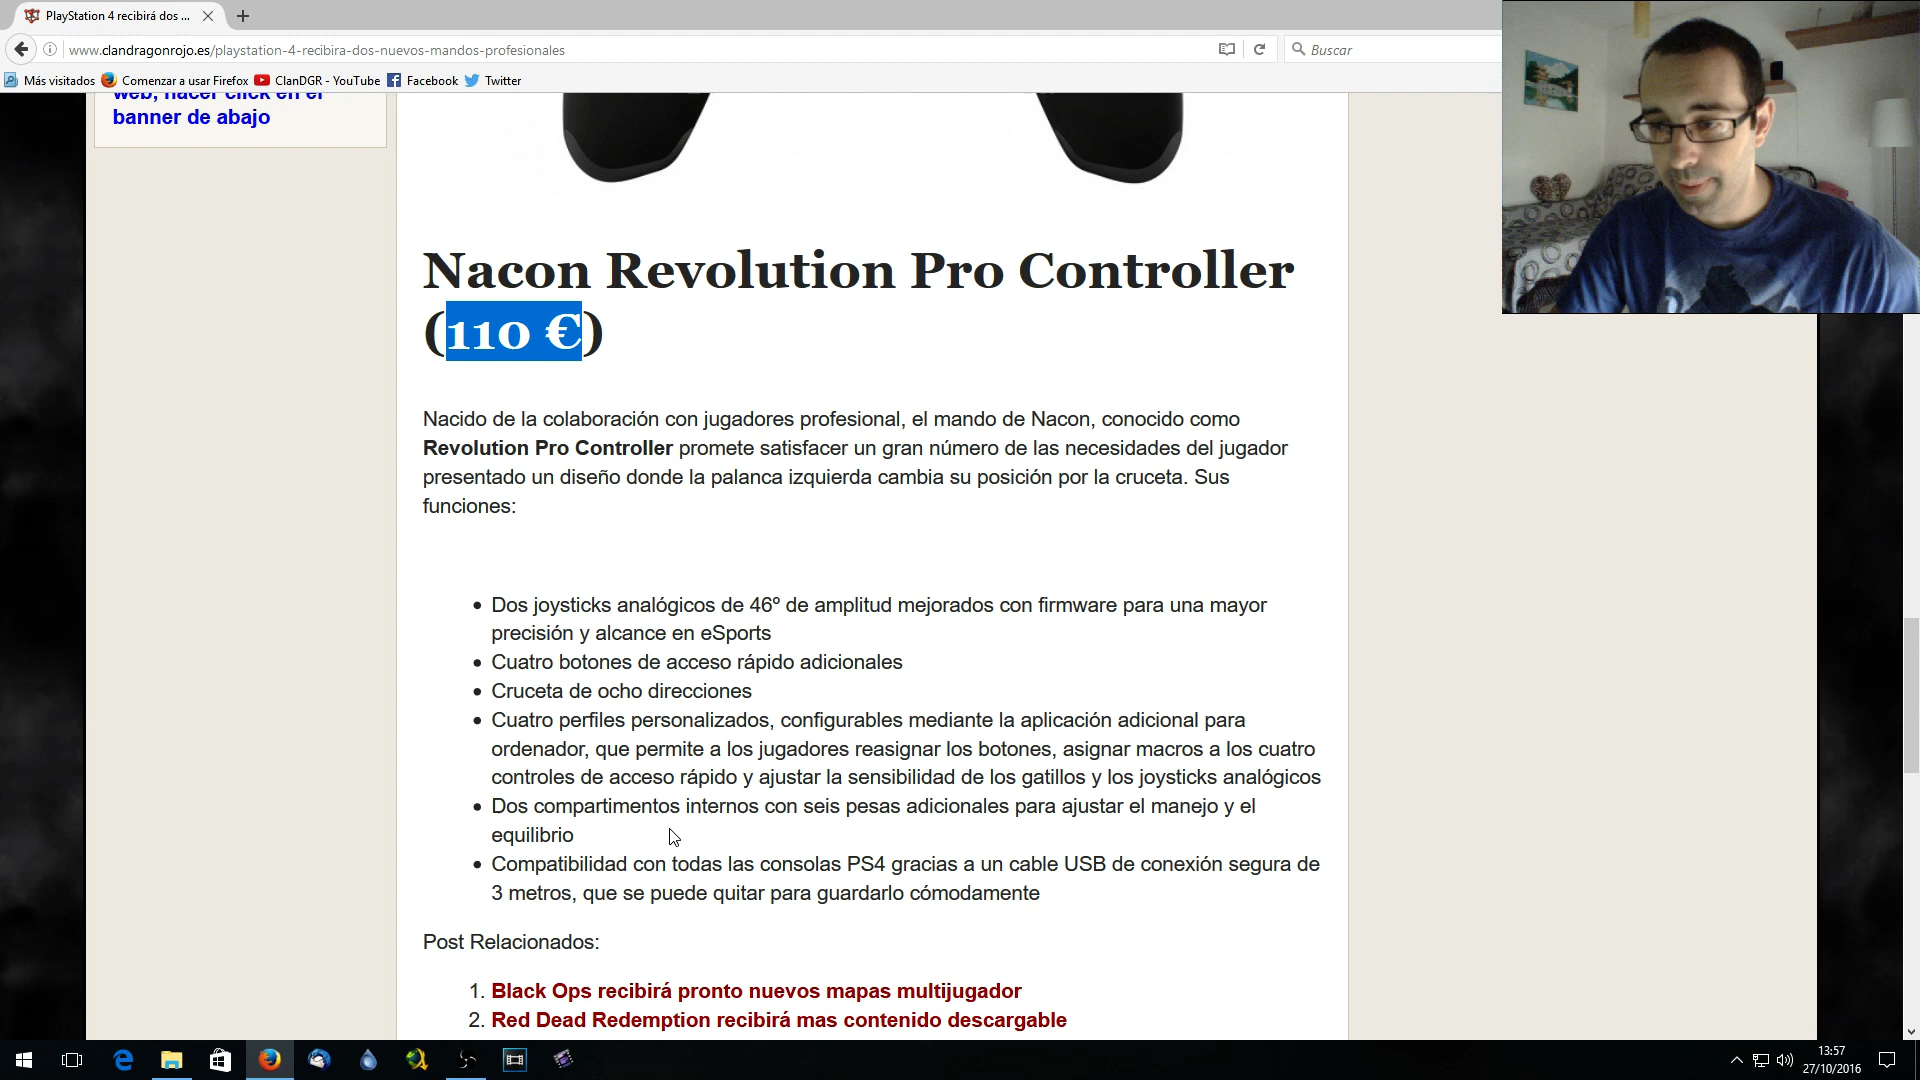 PlayStation 4 recibirá dos ...
www.clandragonrojo.es/playstation-4-recibira-dos-nuevos-mandos-profesionales
Buscar
Más visitados
Comenzar a usar Firefox
ClanDGR - YouTube
Facebook
Twitter
web, hacer click en el
banner de abajo
Nacon Revolution Pro Controller
(110 €)
Nacido de la colaboración con jugadores profesional, el mando de Nacon, conocido como
Revolution Pro Controller promete satisfacer un gran número de las necesidades del jugador
presentado un diseño donde la palanca izquierda cambia su posición por la cruceta. Sus
funciones:
• Dos joysticks analógicos de 46º de amplitud mejorados con firmware para una mayor
precisión y alcance en eSports
• Cuatro botones de acceso rápido adicionales
• Cruceta de ocho direcciones
• Cuatro perfiles personalizados, configurables mediante la aplicación adicional para
ordenador, que permite a los jugadores reasignar los botones, asignar macros a los cuatro
controles de acceso rápido y ajustar la sensibilidad de los gatillos y los joysticks analógicos
• Dos compartimentos internos con seis pesas adicionales para ajustar el manejo y el
equilibrio
• Compatibilidad con todas las consolas PS4 gracias a un cable USB de conexión segura de
3 metros, que se puede quitar para guardarlo cómodamente
Post Relacionados:
1. Black Ops recibirá pronto nuevos mapas multijugador
2. Red Dead Redemption recibirá mas contenido descargable
13:57
27/10/2016